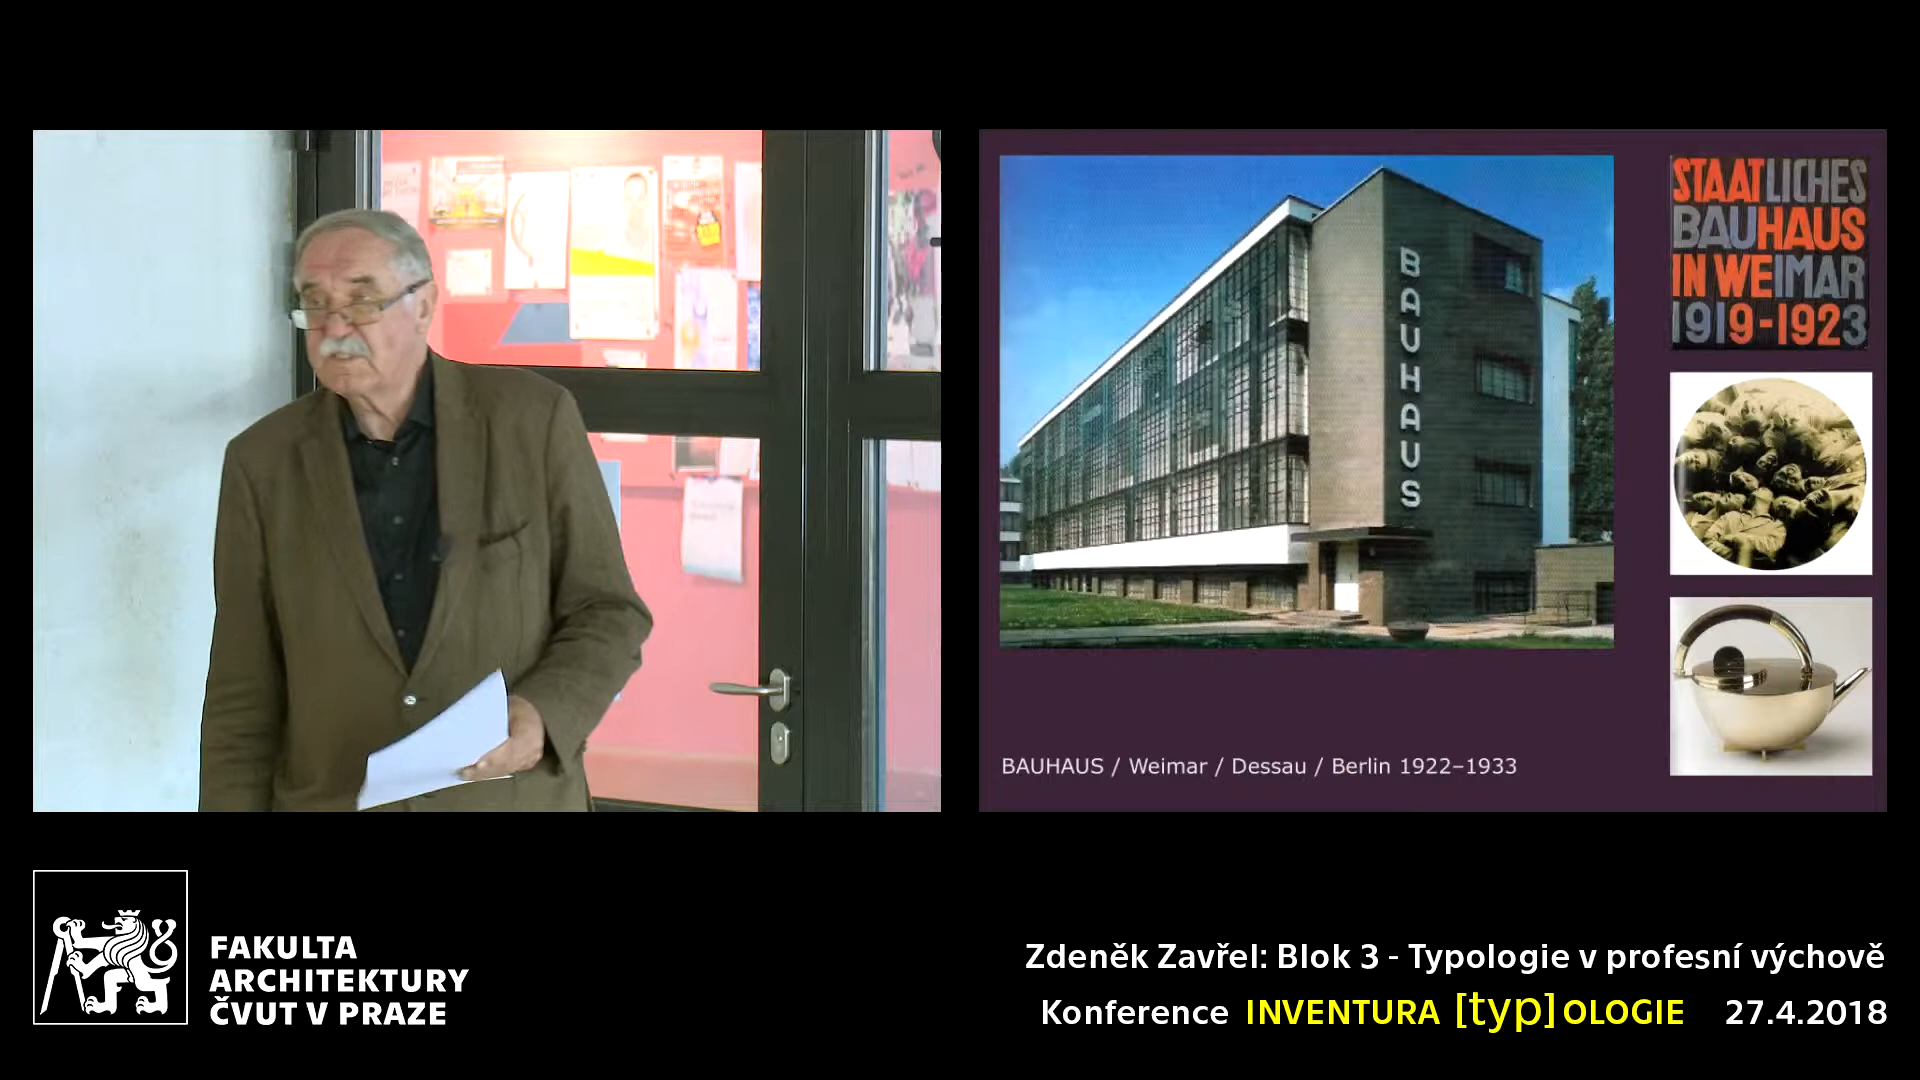 STAATLICHES
BAUHAUS
IN WEIMAR
1919-1923
BAUHAUS
BAUHAUS / Weimar / Dessau / Berlin 1922–1933
FAKULTA
ARCHITEKTURY
ČVUT V PRAZE
Zdeněk Zavřel: Blok 3 - Typologie v profesní výchově
Konference INVENTURA [typ]OLOGIE 27.4.2018